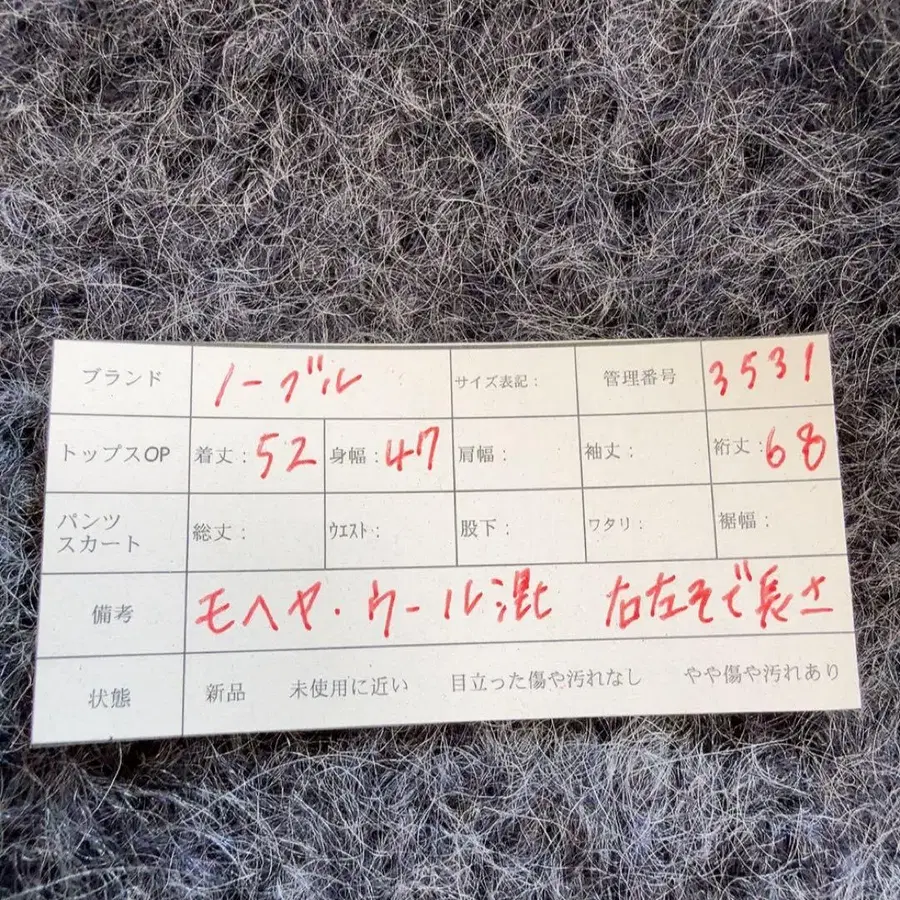 ブランド ノーブル サイズ表記: 管理番号 3531
トップスOP 着丈:52 身幅:47 肩幅: 袖丈: 裄丈:68
パンツ
スカート 総丈: ウエスト: 股下: ワタリ: 裾幅:
備考 モヘヤ・ウール混 右左そで長さ
状態 新品 未使用に近い 目立った傷や汚れなし やや傷や汚れあり